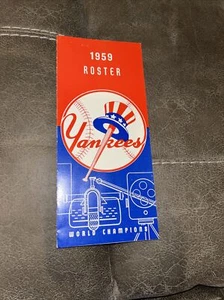 1959
ROSTER
Yankees
WORLD CHAMPIONS